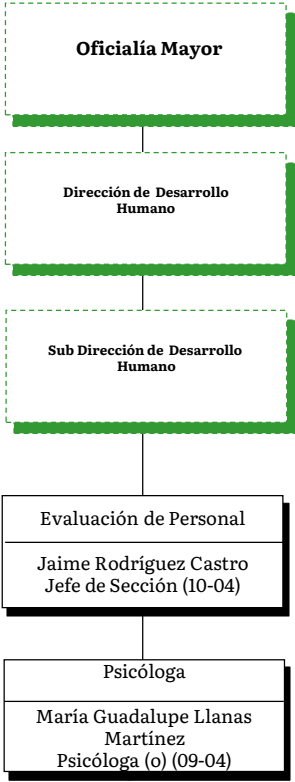 Oficialía Mayor
Dirección de Desarrollo
Humano
Sub Dirección de Desarrollo
Humano
Evaluación de Personal
Jaime Rodríguez Castro
Jefe de Sección (10-04)
Psicóloga
María Guadalupe Llanas
Martínez
Psicóloga (o) (09-04)